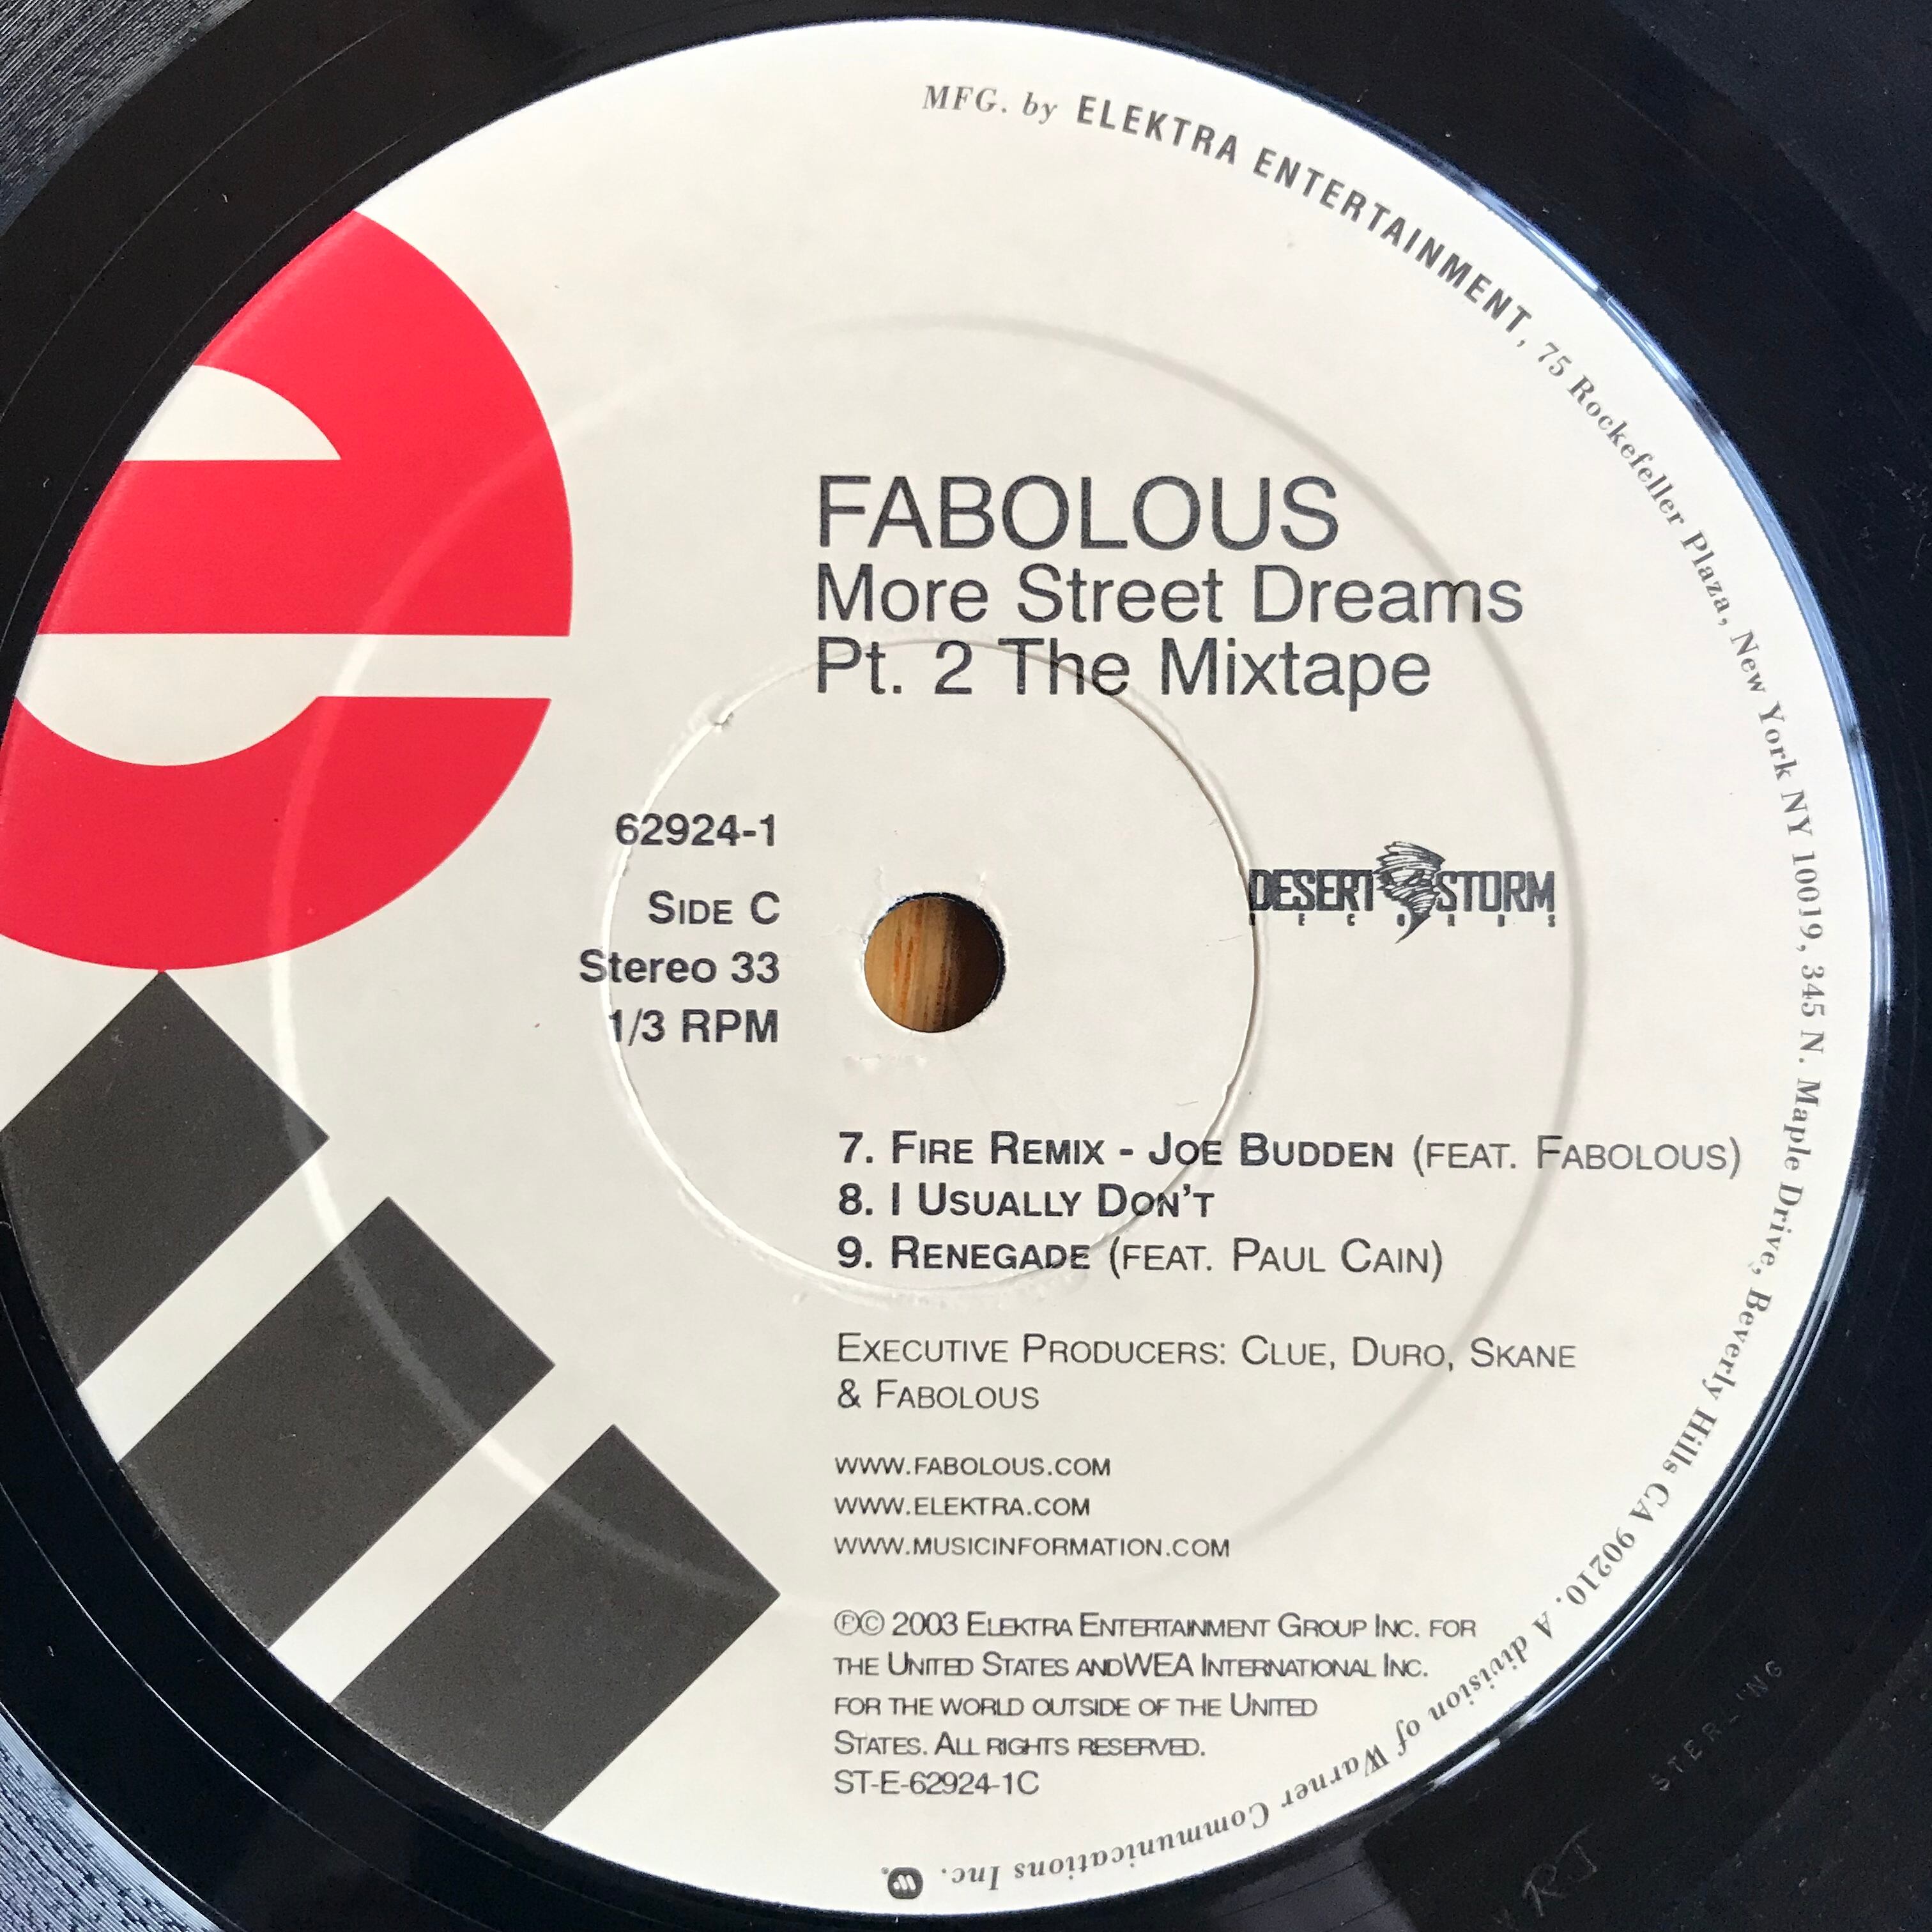 MFG. by ELEKTRA ENTERTAINMENT, 75 Rockefeller Plaza, New York NY 10019, 345 N. Maple Drive, Beverly Hills CA 90210. A division of Warner Communications Inc.
e
FABOLOUS
More Street Dreams
Pt. 2 The Mixtape
62924-1
SIDE C
Stereo 33
1/3 RPM
DESERT STORM
RECORDS
7. FIRE REMIX - JOE BUDDEN (FEAT. FABOLOUS)
8. I USUALLY DON'T
9. RENEGADE (FEAT. PAUL CAIN)
EXECUTIVE PRODUCERS: CLUE, DURO, SKANE
& FABOLOUS
WWW.FABOLOUS.COM
WWW.ELEKTRA.COM
WWW.MUSICINFORMATION.COM
℗© 2003 ELEKTRA ENTERTAINMENT GROUP INC. FOR
THE UNITED STATES ANDWEA INTERNATIONAL INC.
FOR THE WORLD OUTSIDE OF THE UNITED
STATES. ALL RIGHTS RESERVED.
ST-E-62924-1C
STERLING
RJ